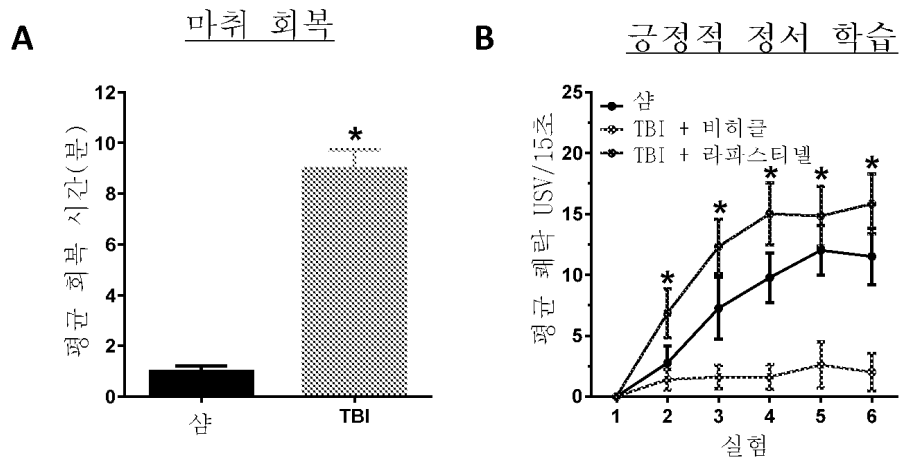 A
마취 회복
평균 회복 시간(분)
12
10
8
6
4
2
0
*
샴
TBI
B
긍정적 정서 학습
평균 쾌락 USV/15초
25
20
15
10
5
0
샴
TBI + 비히클
TBI + 라파스티넬
* * * * *
1 2 3 4 5 6
실험